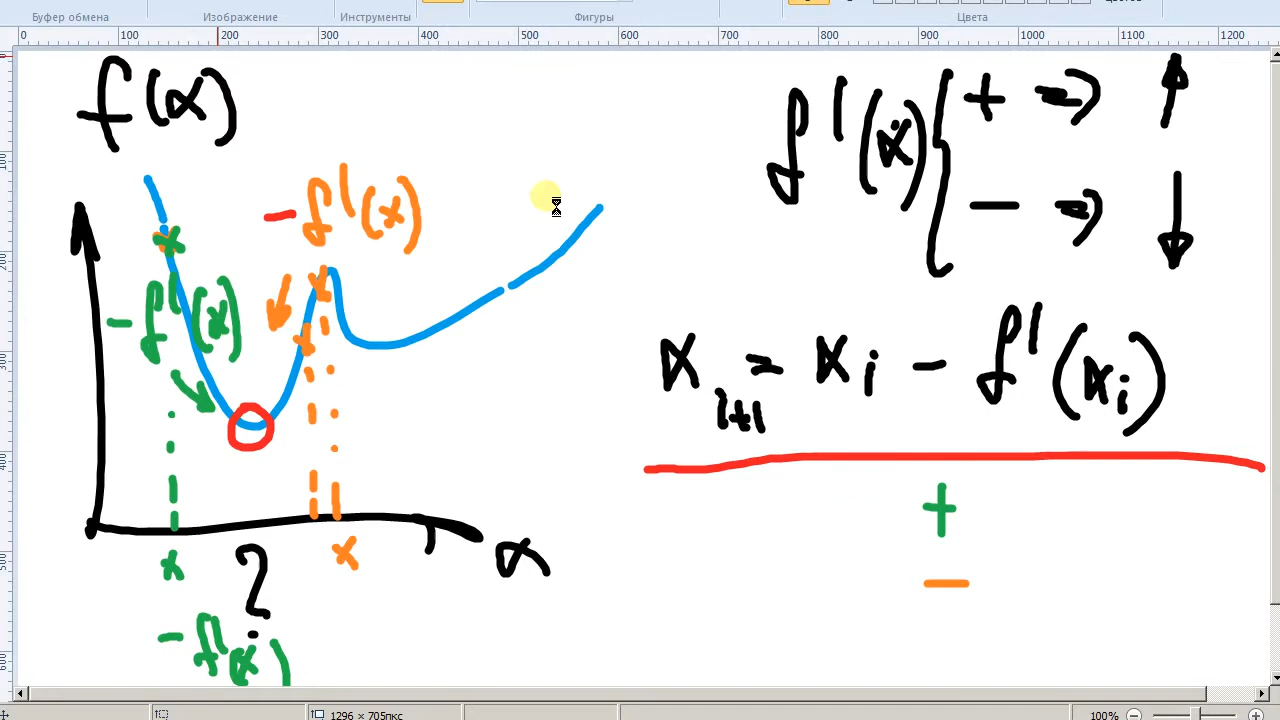 Буфер обмена
Изображение
Инструменты
Фигуры
Цвета
0 100 200 300 400 500 600 700 800 900 1000 1100 1200
f(x)
f'(x) { + ⇒ ↑
− ⇒ ↓
− f'(x)
− f'(x)
x_{i+1} = x_i − f'(x_i)
+
−
x
x
x
?
− f'(x)
1296 × 705пкс
100%